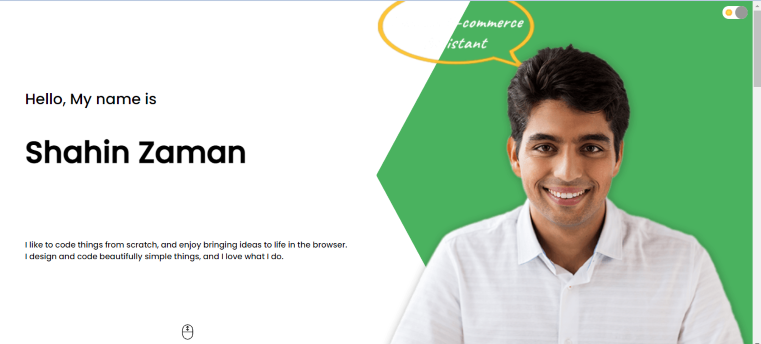 -commerce
istant
Hello, My name is
Shahin Zaman
I like to code things from scratch, and enjoy bringing ideas to life in the browser.
I design and code beautifully simple things, and I love what I do.